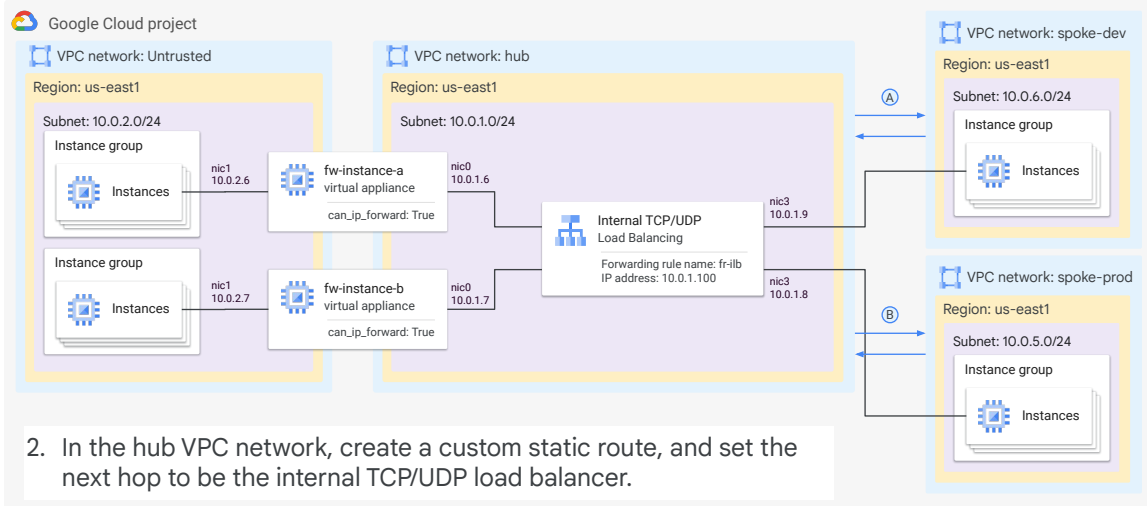 Google Cloud project
VPC network: Untrusted
Region: us-east1
Subnet: 10.0.2.0/24
Instance group
Instances
nic1
10.0.2.6
Instance group
Instances
nic1
10.0.2.7
fw-instance-a
virtual appliance
can_ip_forward: True
fw-instance-b
virtual appliance
can_ip_forward: True
VPC network: hub
Region: us-east1
Subnet: 10.0.1.0/24
nic0
10.0.1.6
nic0
10.0.1.7
Internal TCP/UDP
Load Balancing
Forwarding rule name: fr-ilb
IP address: 10.0.1.100
nic3
10.0.1.9
nic3
10.0.1.8
A
B
VPC network: spoke-dev
Region: us-east1
Subnet: 10.0.6.0/24
Instance group
Instances
VPC network: spoke-prod
Region: us-east1
Subnet: 10.0.5.0/24
Instance group
Instances
2. In the hub VPC network, create a custom static route, and set the
next hop to be the internal TCP/UDP load balancer.